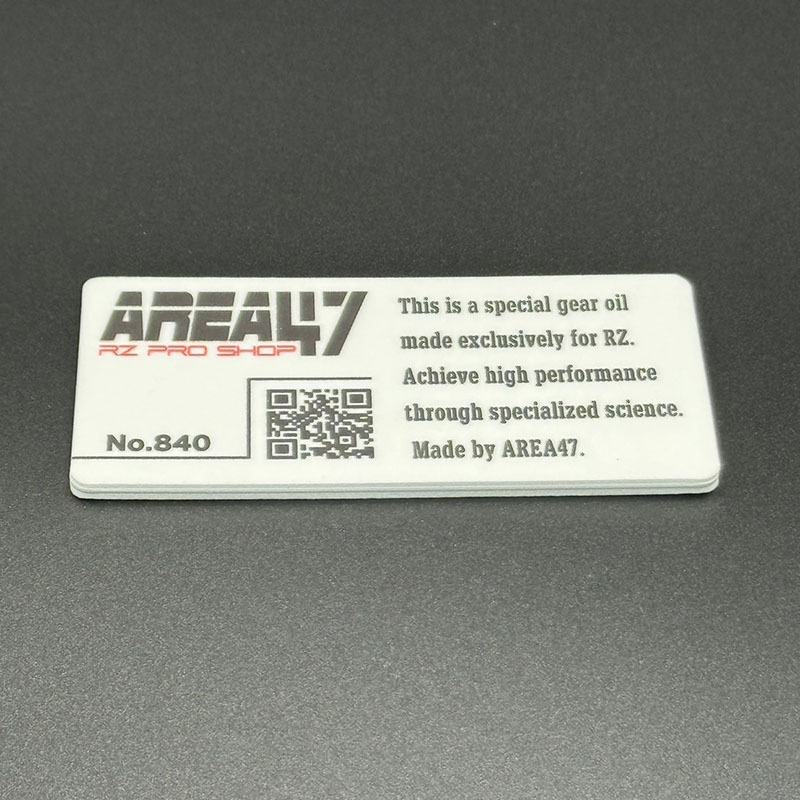 AREA47
RZ PRO SHOP
No.840
This is a special gear oil
made exclusively for RZ.
Achieve high performance
through specialized science.
Made by AREA47.